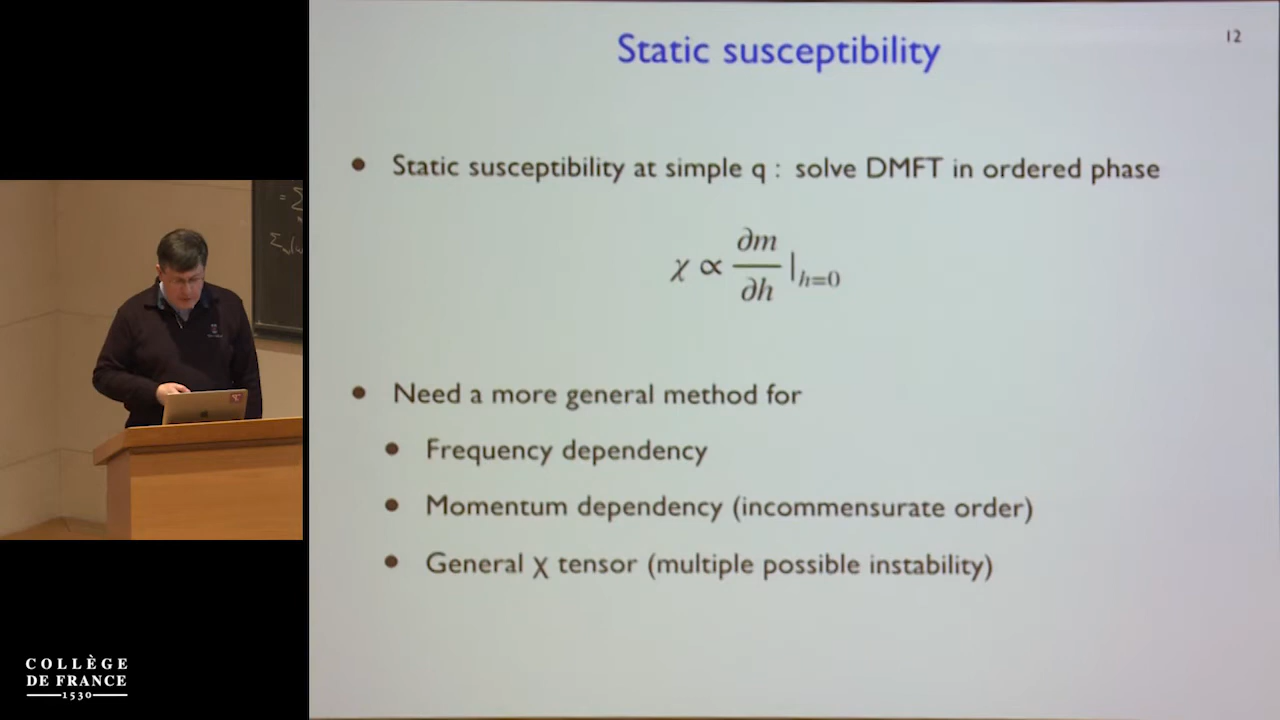 Static susceptibility
12
• Static susceptibility at simple q : solve DMFT in ordered phase
χ ∝ ∂m/∂h |h=0
• Need a more general method for
• Frequency dependency
• Momentum dependency (incommensurate order)
• General χ tensor (multiple possible instability)
COLLÈGE
DE FRANCE
1530